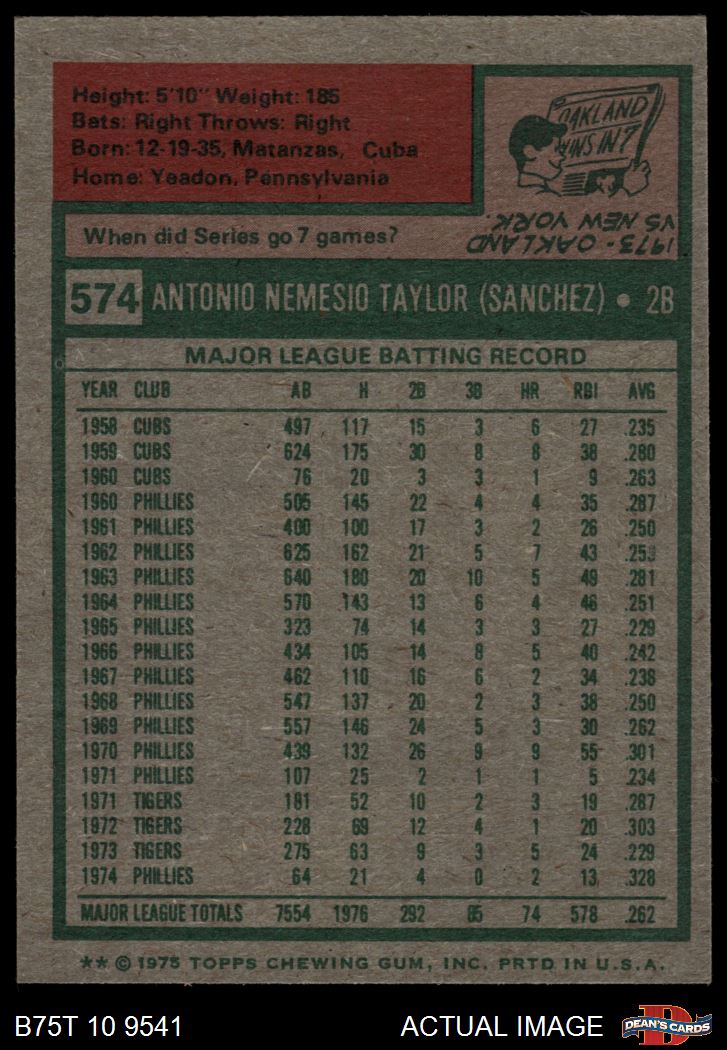 Height: 5'10" Weight: 185
Bats: Right Throws: Right
Born: 12-19-35, Matanzas, Cuba
Home: Yeadon, Pennsylvania
OAKLAND
WINS IN 7
When did Series go 7 games?
1973 - OAKLAND
VS NEW YORK.
574 ANTONIO NEMESIO TAYLOR (SANCHEZ) • 2B
MAJOR LEAGUE BATTING RECORD
YEAR CLUB AB H 2B 3B HR RBI AVG
1958 CUBS 497 117 15 3 6 27 .235
1959 CUBS 624 175 30 8 8 38 .280
1960 CUBS 76 20 3 3 1 9 .263
1960 PHILLIES 505 145 22 4 4 35 .287
1961 PHILLIES 400 100 17 3 2 26 .250
1962 PHILLIES 625 162 21 5 7 43 .253
1963 PHILLIES 640 180 20 10 5 49 .281
1964 PHILLIES 570 143 13 6 4 46 .251
1965 PHILLIES 323 74 14 3 3 27 .229
1966 PHILLIES 434 105 14 8 5 40 .242
1967 PHILLIES 462 110 16 6 2 34 .238
1968 PHILLIES 547 137 20 2 3 38 .250
1969 PHILLIES 557 146 24 5 3 30 .262
1970 PHILLIES 439 132 26 9 9 55 .301
1971 PHILLIES 107 25 2 1 1 5 .234
1971 TIGERS 181 52 10 2 3 19 .287
1972 TIGERS 228 69 12 4 1 20 .303
1973 TIGERS 275 63 9 3 5 24 .229
1974 PHILLIES 64 21 4 0 2 13 .328
MAJOR LEAGUE TOTALS 7554 1976 292 85 74 578 .262
** © 1975 TOPPS CHEWING GUM, INC. PRTD IN U.S.A.
B75T 10 9541 ACTUAL IMAGE
D
DEAN'S CARDS